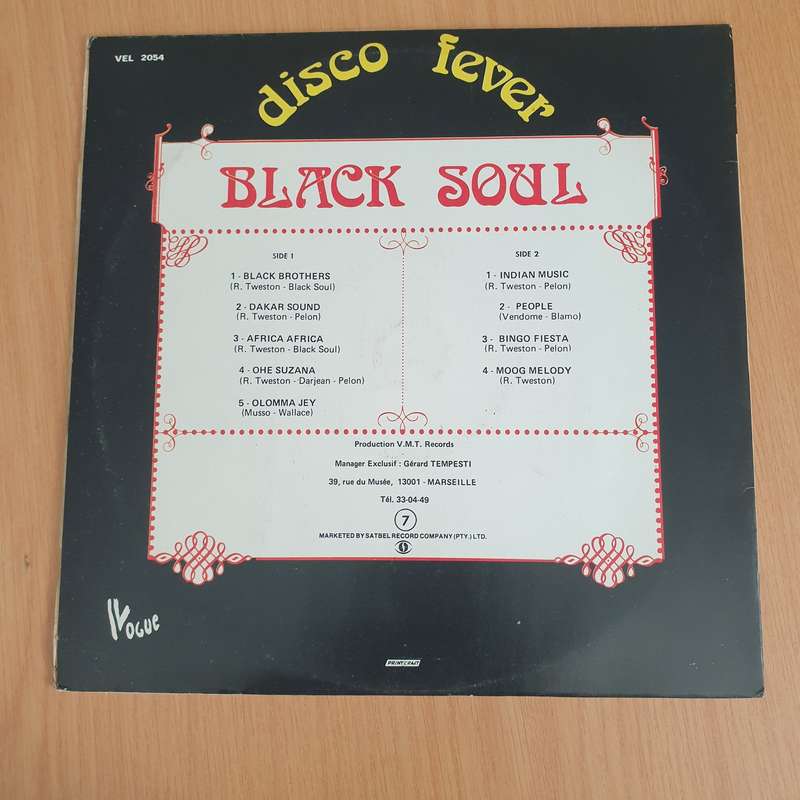 VEL 2054
disco fever
BLACK SOUL
SIDE 1
1 - BLACK BROTHERS
(R. Tweston - Black Soul)
2 - DAKAR SOUND
(R. Tweston - Pelon)
3 - AFRICA AFRICA
(R. Tweston - Black Soul)
4 - OHE SUZANA
(R. Tweston - Darjean - Pelon)
5 - OLOMMA JEY
(Musso - Wallace)
SIDE 2
1 - INDIAN MUSIC
(R. Tweston - Pelon)
2 - PEOPLE
(Vendome - Blamo)
3 - BINGO FIESTA
(R. Tweston - Pelon)
4 - MOOG MELODY
(R. Tweston)
Production V.M.T. Records
Manager Exclusif : Gérard TEMPESTI
39, rue du Musée, 13001 - MARSEILLE
Tél. 33-04-49
7
MARKETED BY SATBEL RECORD COMPANY (PTY.) LTD.
VOGUE
PRINTCRAFT